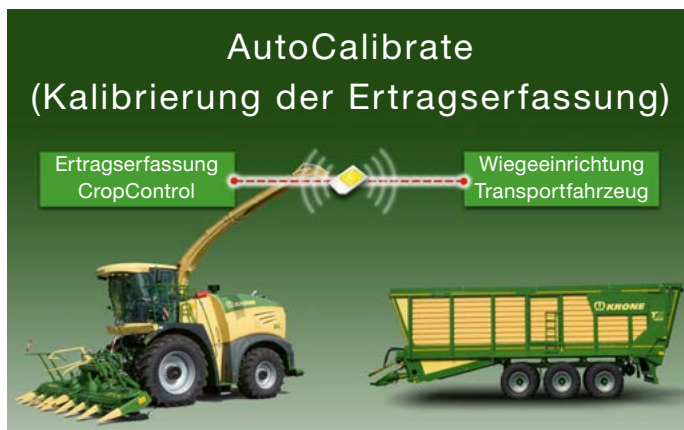 AutoCalibrate
(Kalibrierung der Ertragserfassung)
Ertragserfassung
CropControl
Wiegeeinrichtung
Transportfahrzeug
KRONE